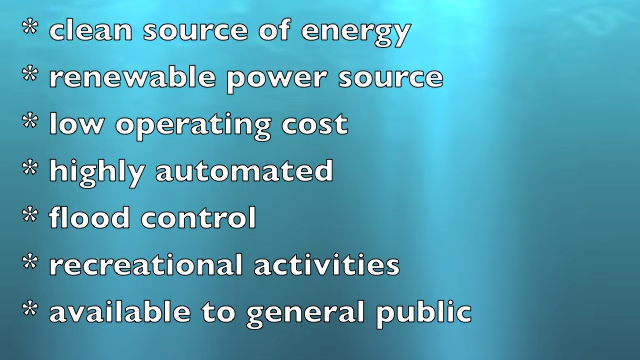 * clean source of energy
* renewable power source
* low operating cost
* highly automated
* flood control
* recreational activities
* available to general public